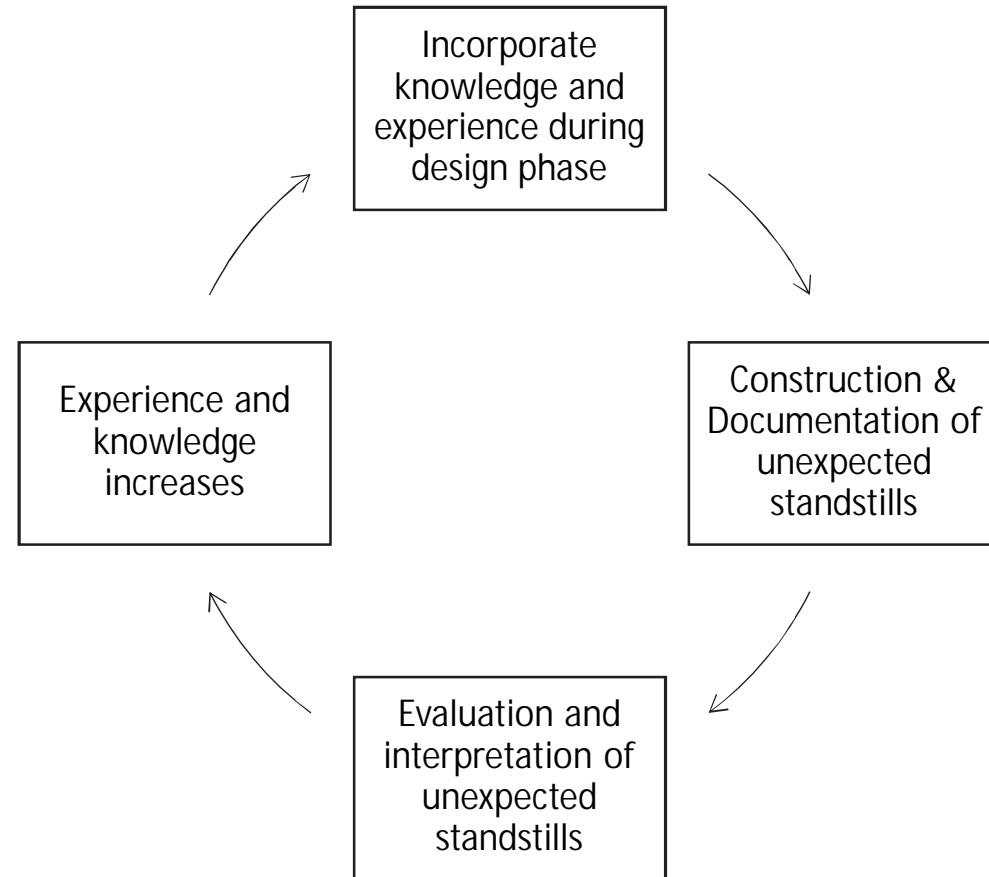 Incorporate
knowledge and
experience during
design phase
Experience and
knowledge
increases
Construction &
Documentation of
unexpected
standstills
Evaluation and
interpretation of
unexpected
standstills